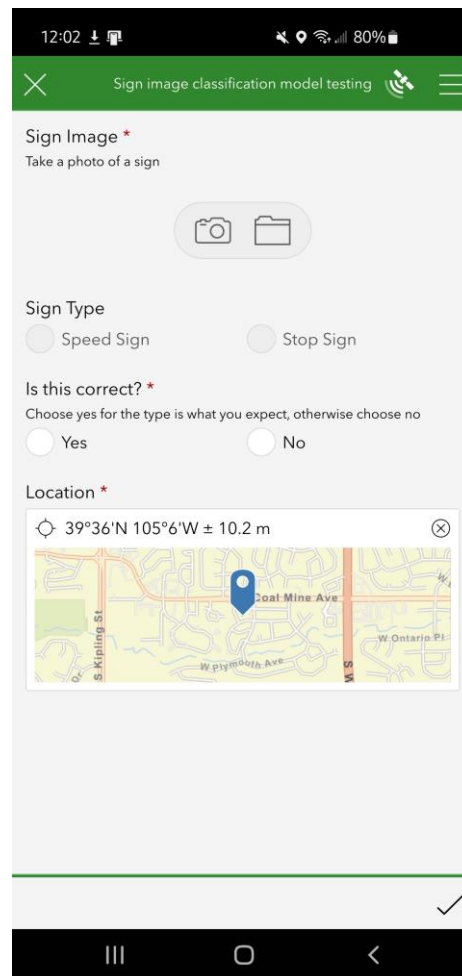 12:02 80%
Sign image classification model testing
Sign Image *
Take a photo of a sign
Sign Type
Speed Sign Stop Sign
Is this correct? *
Choose yes for the type is what you expect, otherwise choose no
Yes No
Location *
39°36'N 105°6'W ± 10.2 m
Coal Mine Ave
S Kipling St
W Ontario Pl
W Plymouth Ave
S W